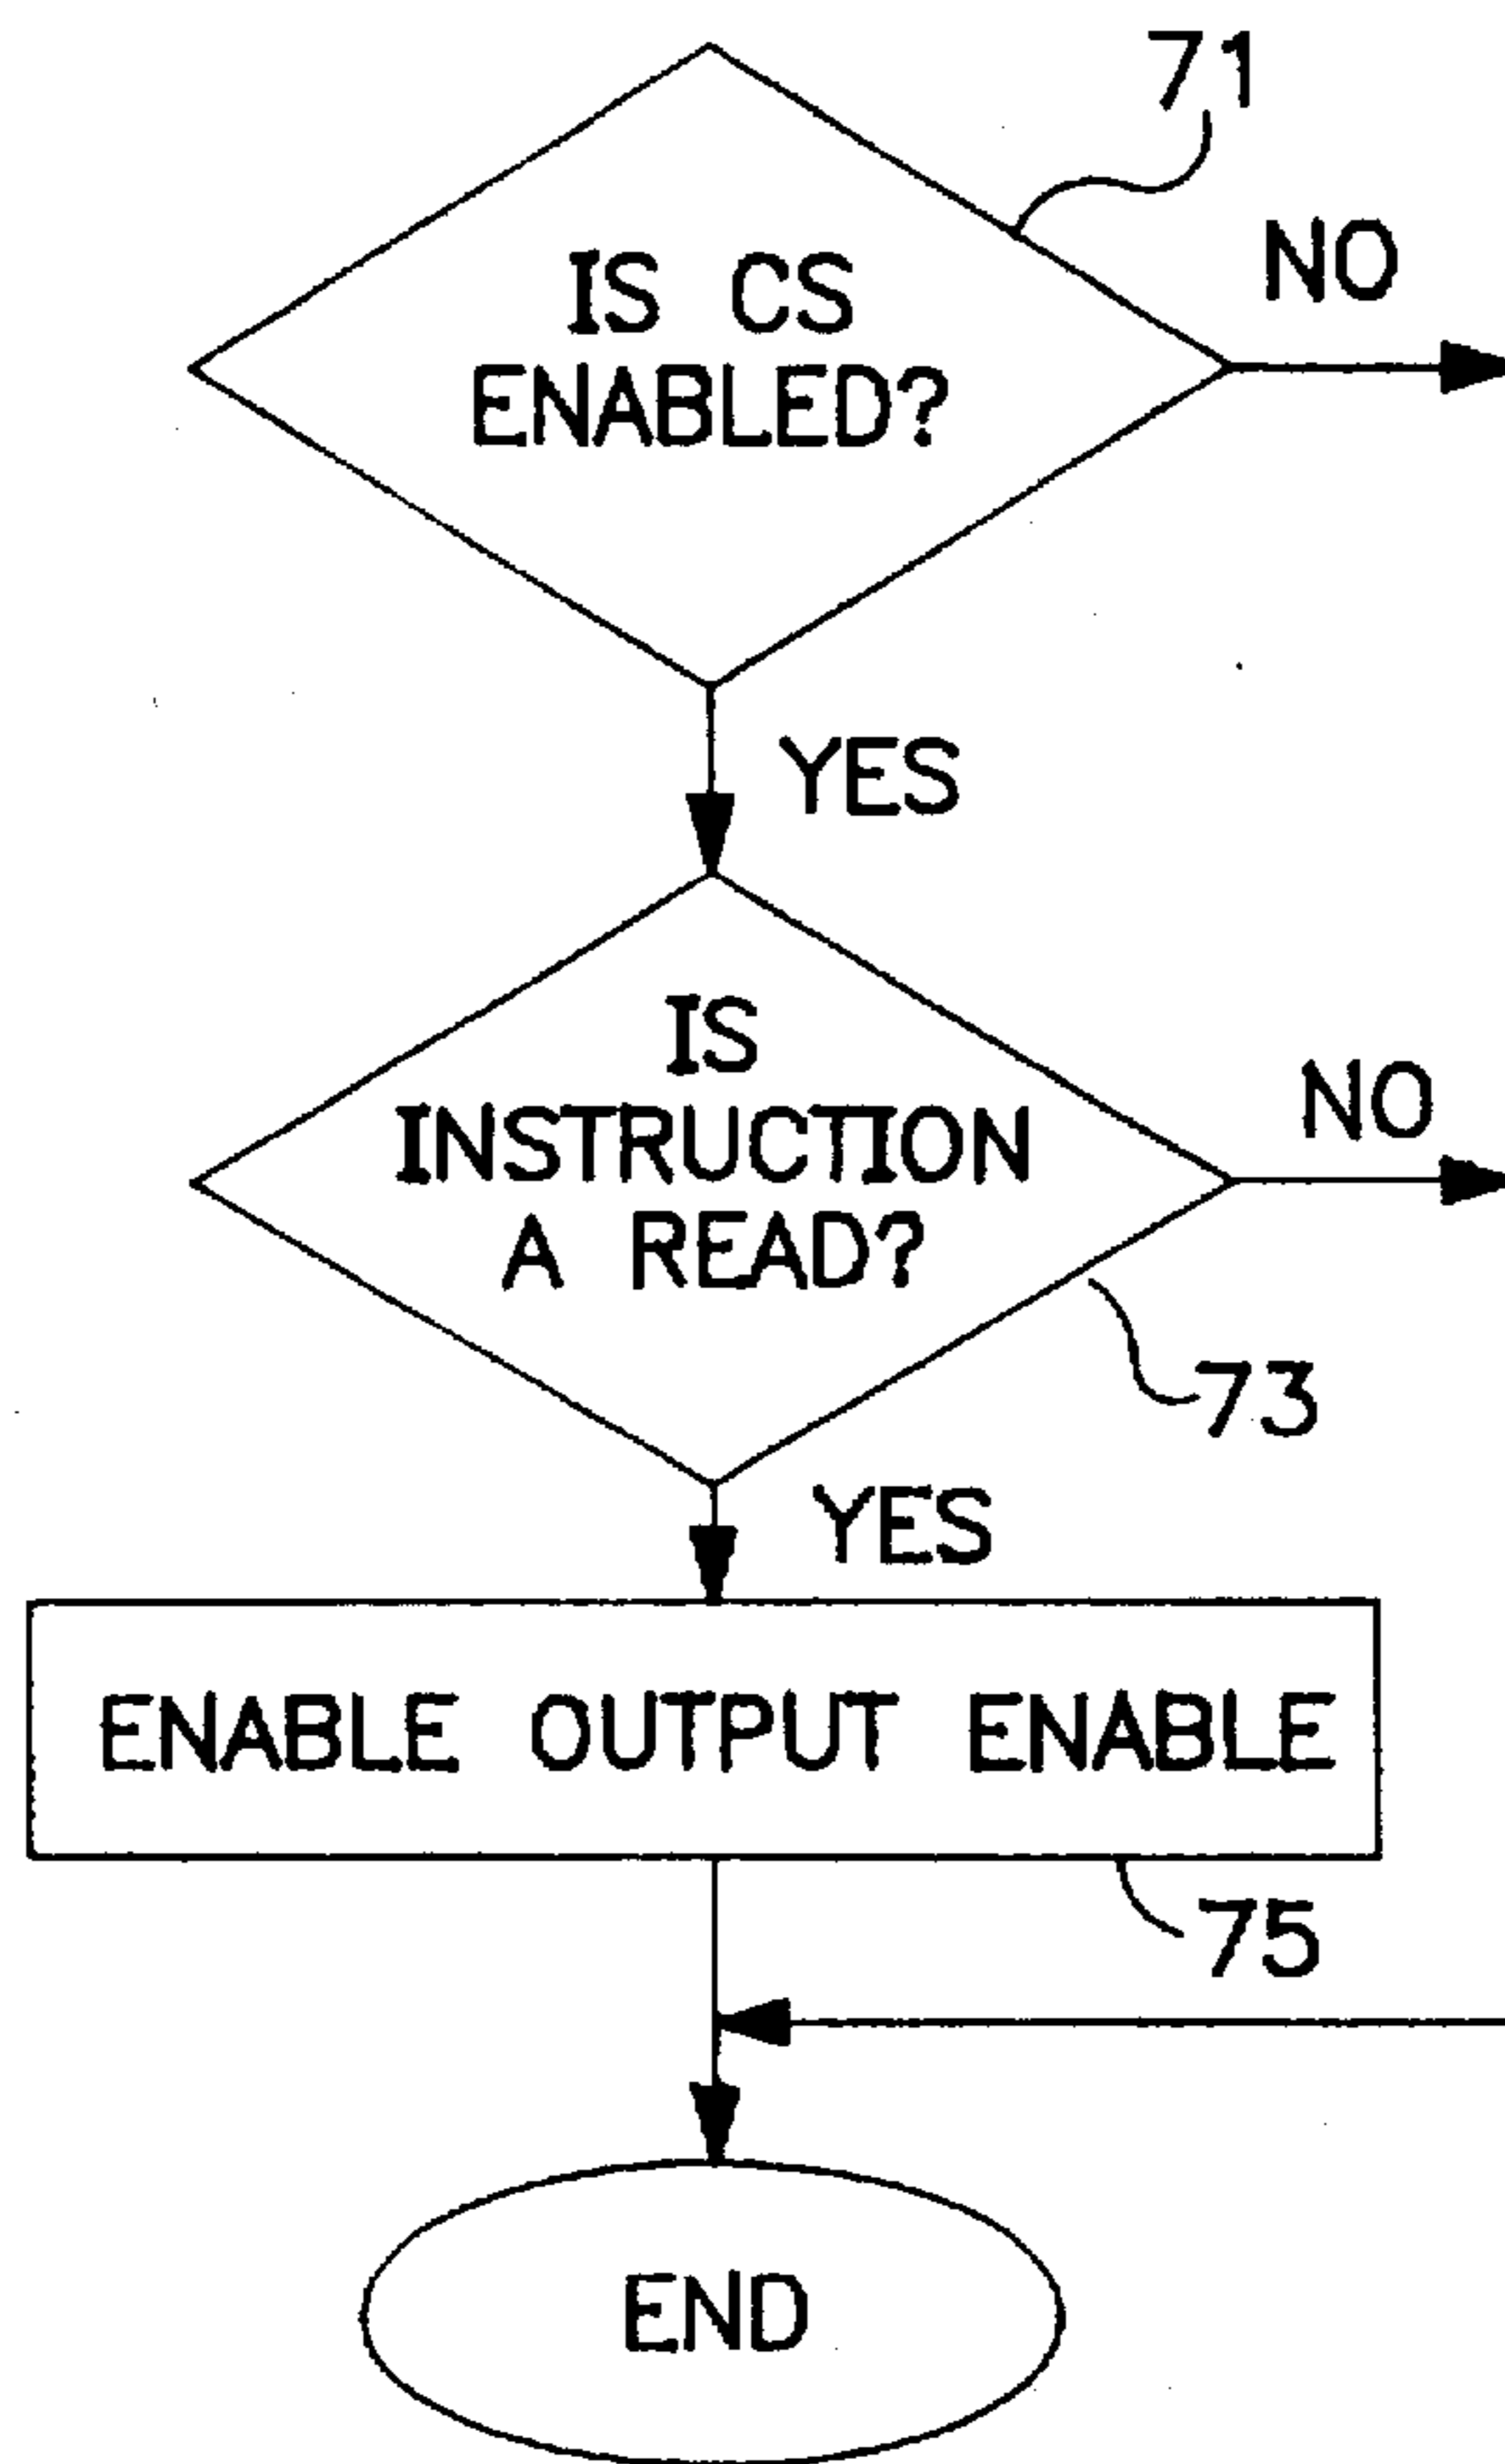 71
IS CS
ENABLED?
NO
YES
IS
INSTRUCTION
A READ?
NO
73
YES
ENABLE OUTPUT ENABLE
75
END